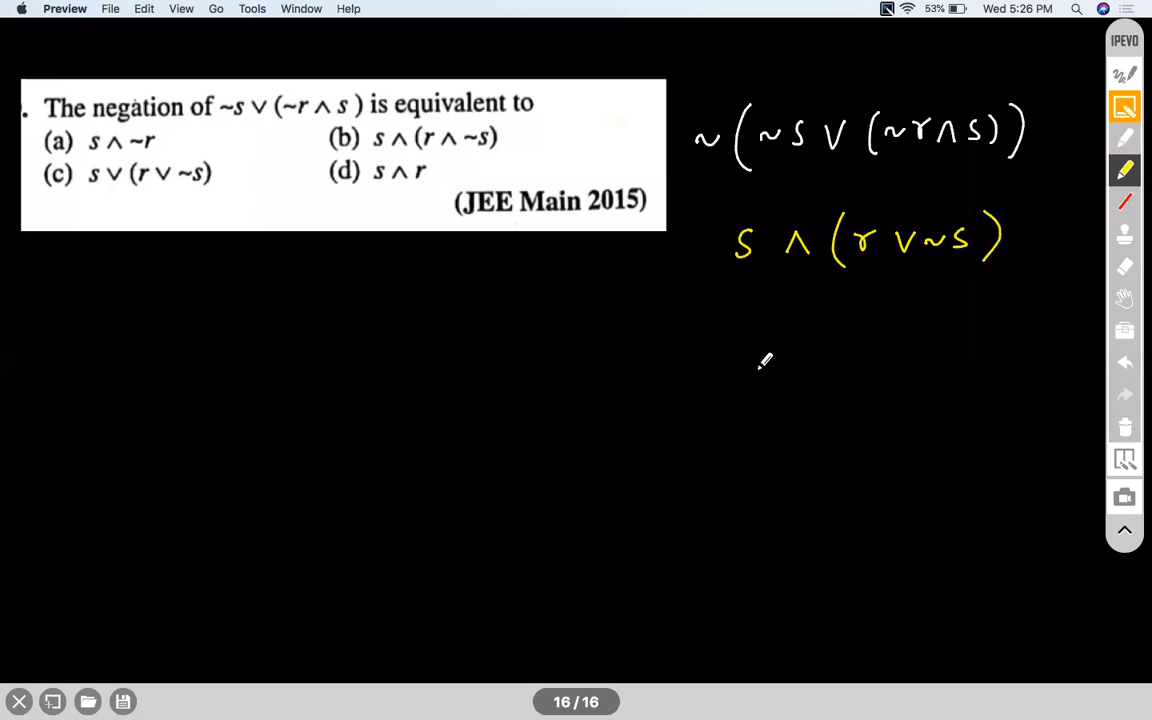 Preview File Edit View Go Tools Window Help 53% Wed 5:26 PM
IPEVO
. The negation of ~s ∨ (~r ∧ s ) is equivalent to
(a) s ∧ ~r (b) s ∧ (r ∧ ~s)
(c) s ∨ (r ∨ ~s) (d) s ∧ r
(JEE Main 2015)
~(~s ∨ (~r ∧ s))
s ∧ (r ∨ ~s)
16 / 16